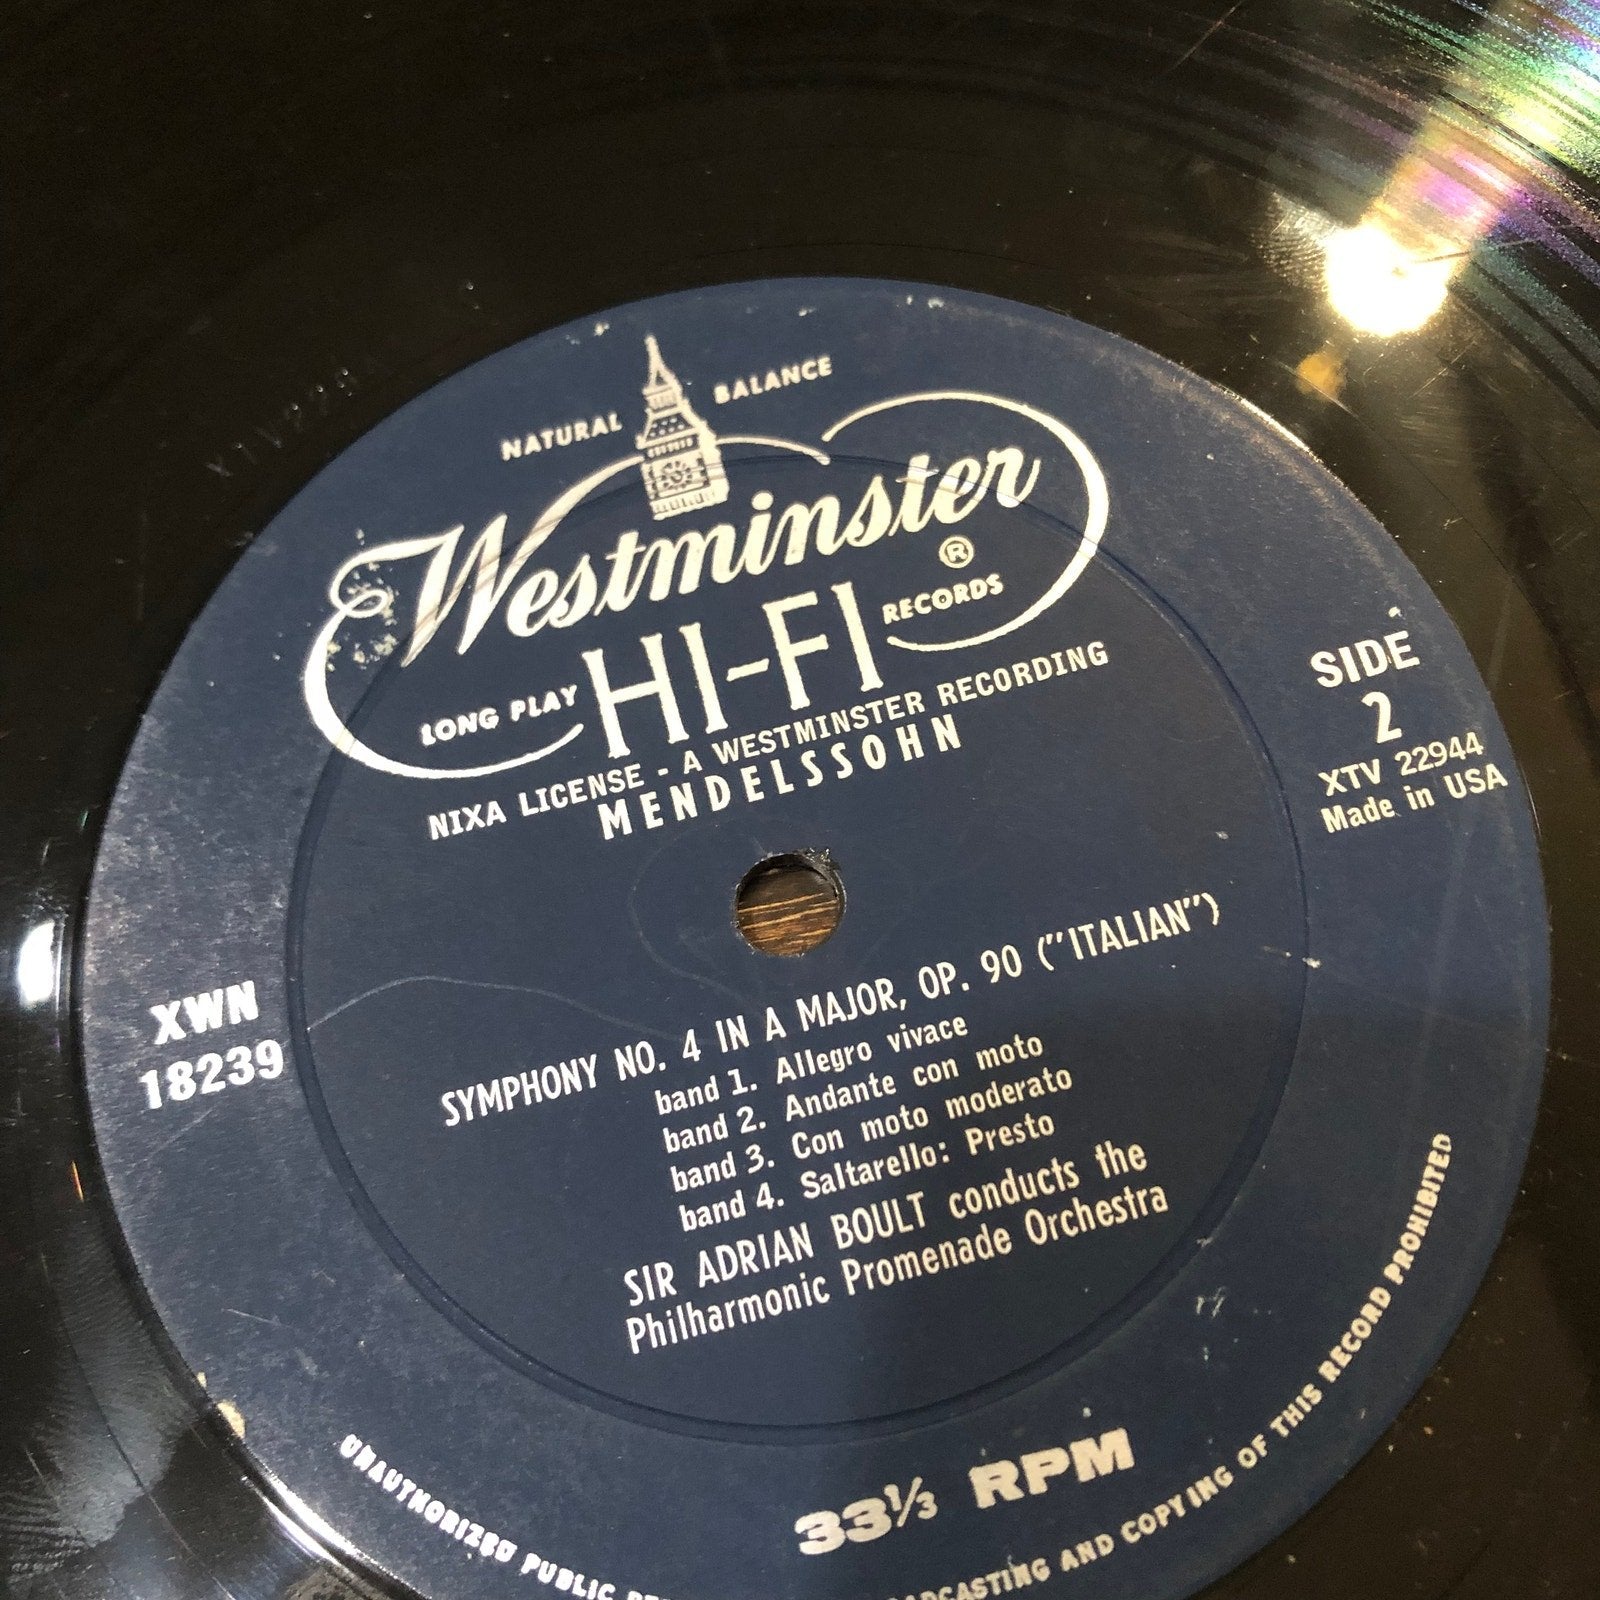 NATURAL BALANCE
Westminster ®
LONG PLAY HI-FI RECORDS
NIXA LICENSE - A WESTMINSTER RECORDING
MENDELSSOHN
SIDE
2
XTV 22944
Made in USA
XWN
18239
SYMPHONY NO. 4 IN A MAJOR, OP. 90 ("ITALIAN")
band 1. Allegro vivace
band 2. Andante con moto
band 3. Con moto moderato
band 4. Saltarello: Presto
SIR ADRIAN BOULT conducts the
Philharmonic Promenade Orchestra
33⅓ RPM
UNAUTHORIZED PUBLIC AND COPYING OF THIS RECORD PROHIBITED